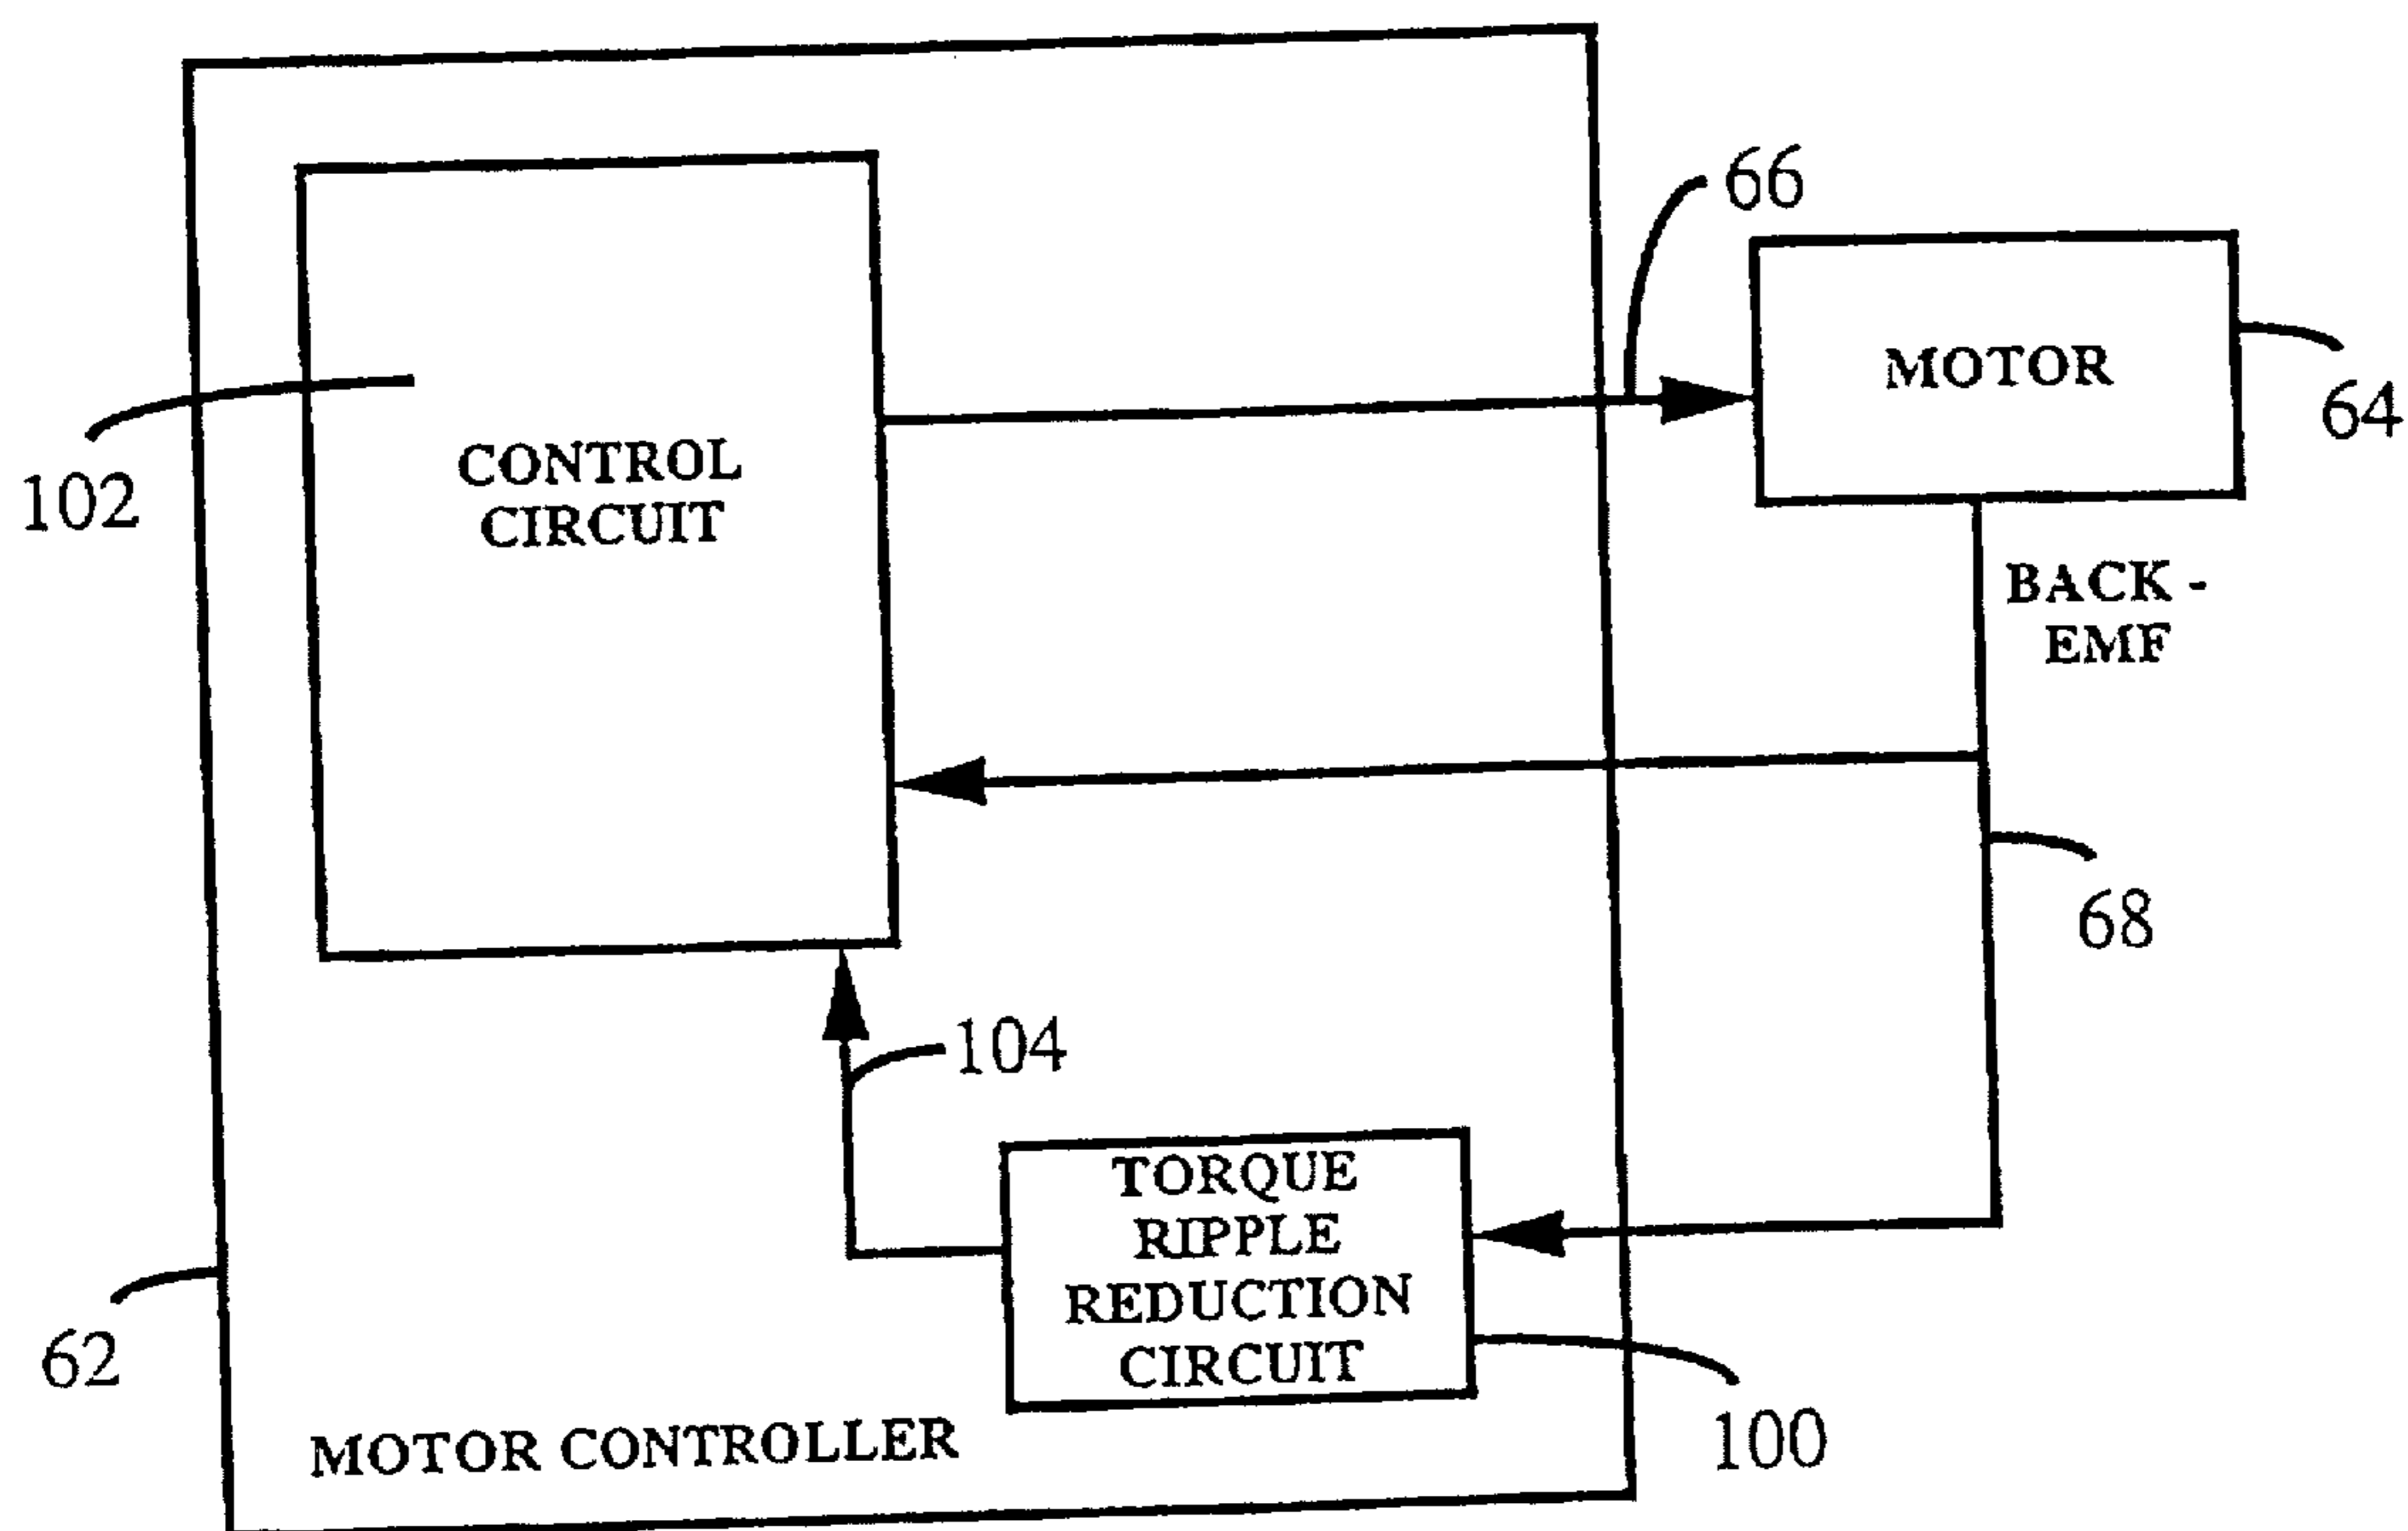 66
MOTOR
64
CONTROL
CIRCUIT
102
BACK -
EMF
68
104
TORQUE
RIPPLE
REDUCTION
CIRCUIT
62
100
MOTOR CONTROLLER